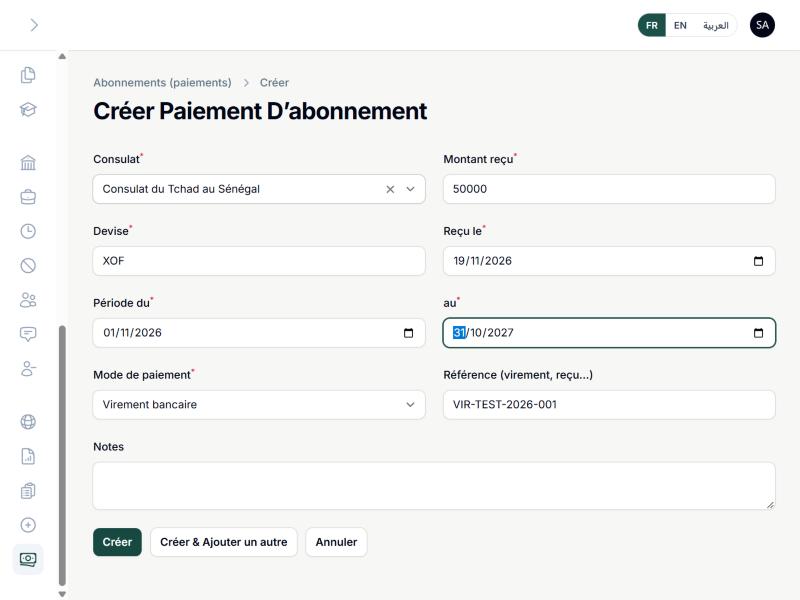 FR EN العربية SA
Abonnements (paiements) > Créer
Créer Paiement D’abonnement
Consulat* Montant reçu*
Consulat du Tchad au Sénégal 50000
Devise* Reçu le*
XOF 19/11/2026
Période du* au*
01/11/2026 31/10/2027
Mode de paiement* Référence (virement, reçu...)
Virement bancaire VIR-TEST-2026-001
Notes
Créer Créer & Ajouter un autre Annuler